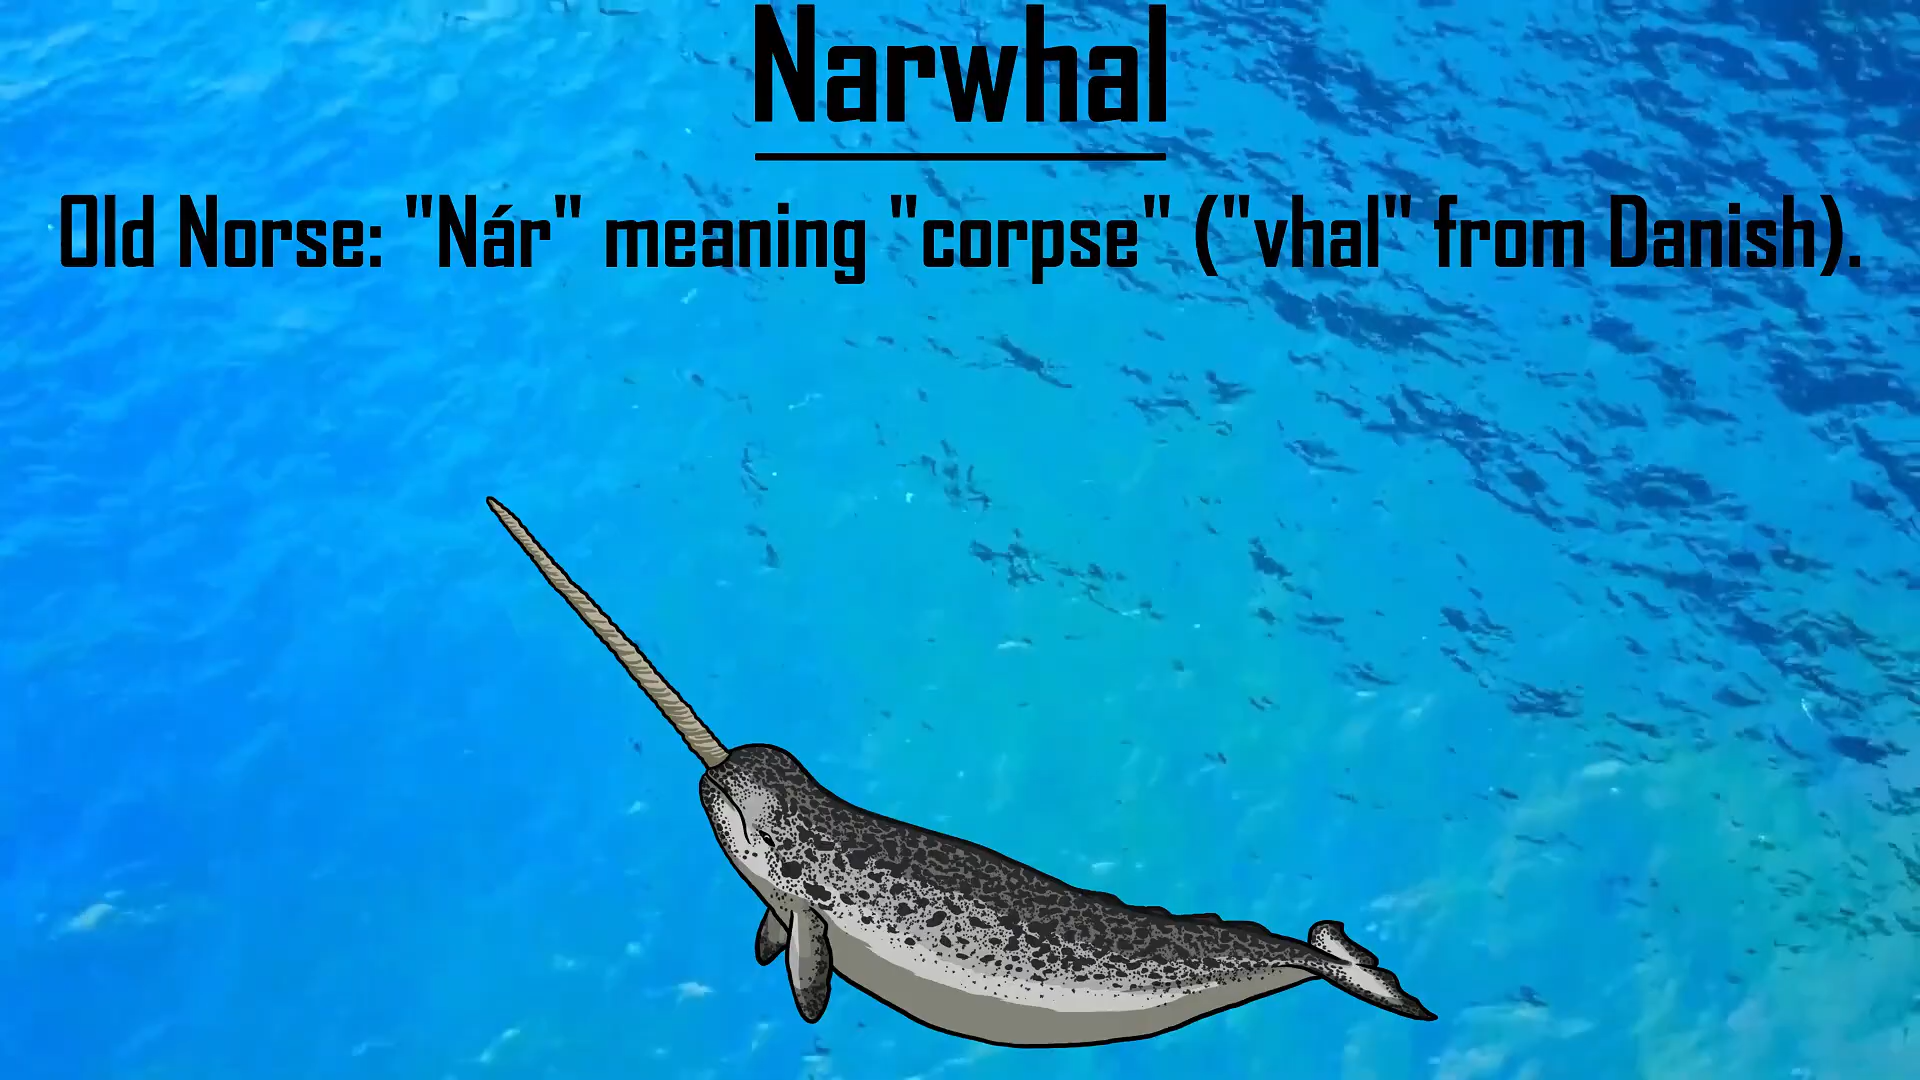 Narwhal
Old Norse: "Nár" meaning "corpse" ("vhal" from Danish).